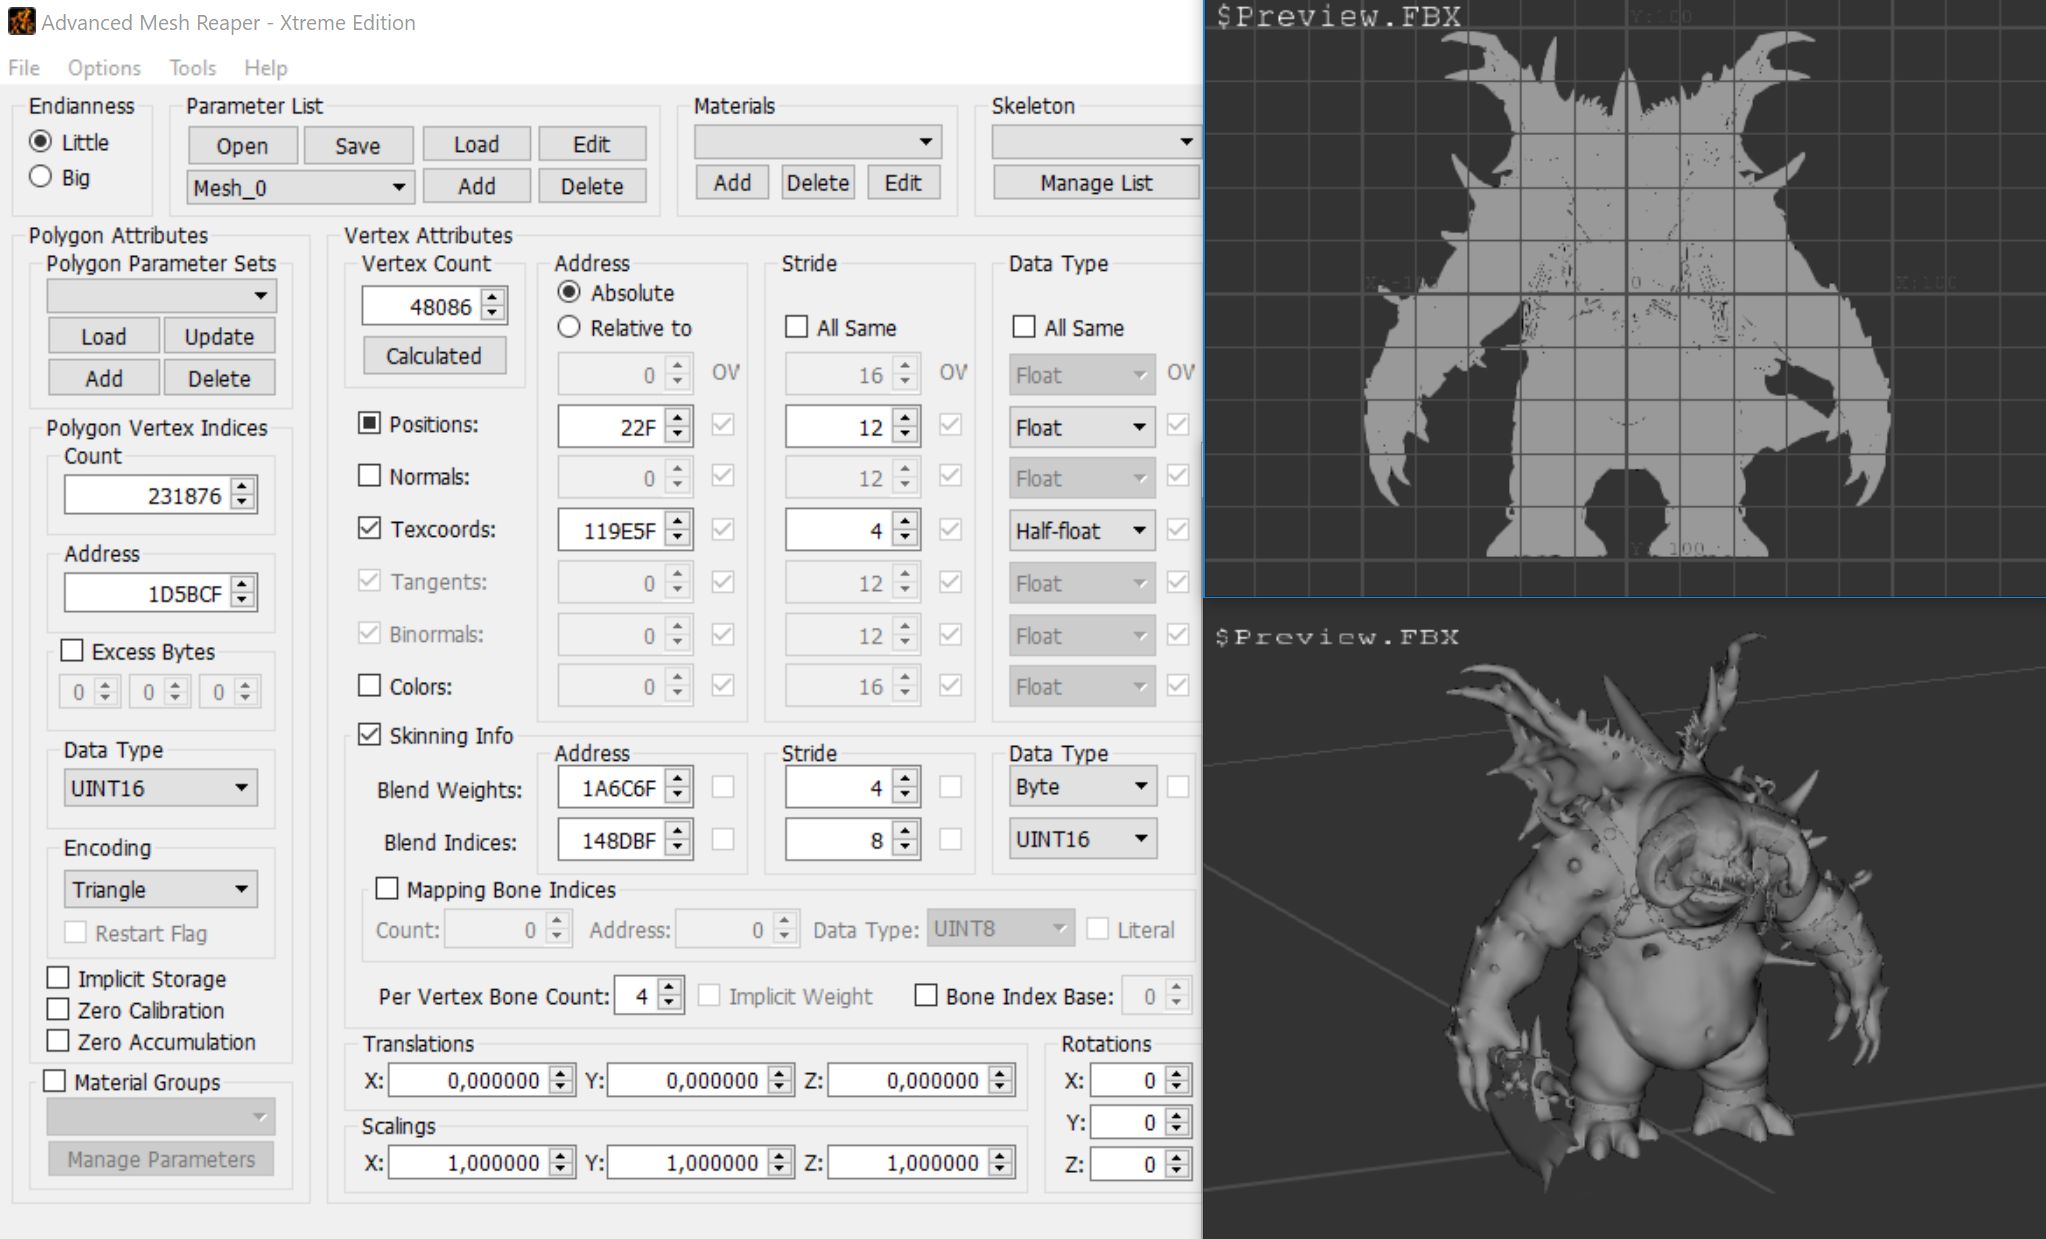 Advanced Mesh Reaper - Xtreme Edition
File Options Tools Help
Endianness
Little
Big
Parameter List
Open Save Load Edit
Mesh_0 Add Delete
Materials
Add Delete Edit
Skeleton
Manage List
Polygon Attributes
Polygon Parameter Sets
Load Update
Add Delete
Polygon Vertex Indices
Count
231876
Address
1D5BCF
Excess Bytes
0 0 0
Data Type
UINT16
Encoding
Triangle
Restart Flag
Implicit Storage
Zero Calibration
Zero Accumulation
Material Groups
Manage Parameters
Vertex Attributes
Vertex Count
48086
Calculated
Address
Absolute
Relative to
Stride
All Same
Data Type
All Same
0 OV 16 OV Float OV
Positions: 22F 12 Float
Normals: 0 12 Float
Texcoords: 119E5F 4 Half-float
Tangents: 0 12 Float
Binormals: 0 12 Float
Colors: 0 16 Float
Skinning Info
Address Stride Data Type
Blend Weights: 1A6C6F 4 Byte
Blend Indices: 148DBF 8 UINT16
Mapping Bone Indices
Count: 0 Address: 0 Data Type: UINT8 Literal
Per Vertex Bone Count: 4 Implicit Weight Bone Index Base: 0
Translations
X: 0,000000 Y: 0,000000 Z: 0,000000
Scalings
X: 1,000000 Y: 1,000000 Z: 1,000000
Rotations
X: 0
Y: 0
Z: 0
$Preview.FBX
Y:100
0
X:100
$Preview.FBX